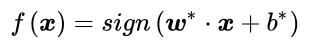 f (x) = sign (w* · x + b*)